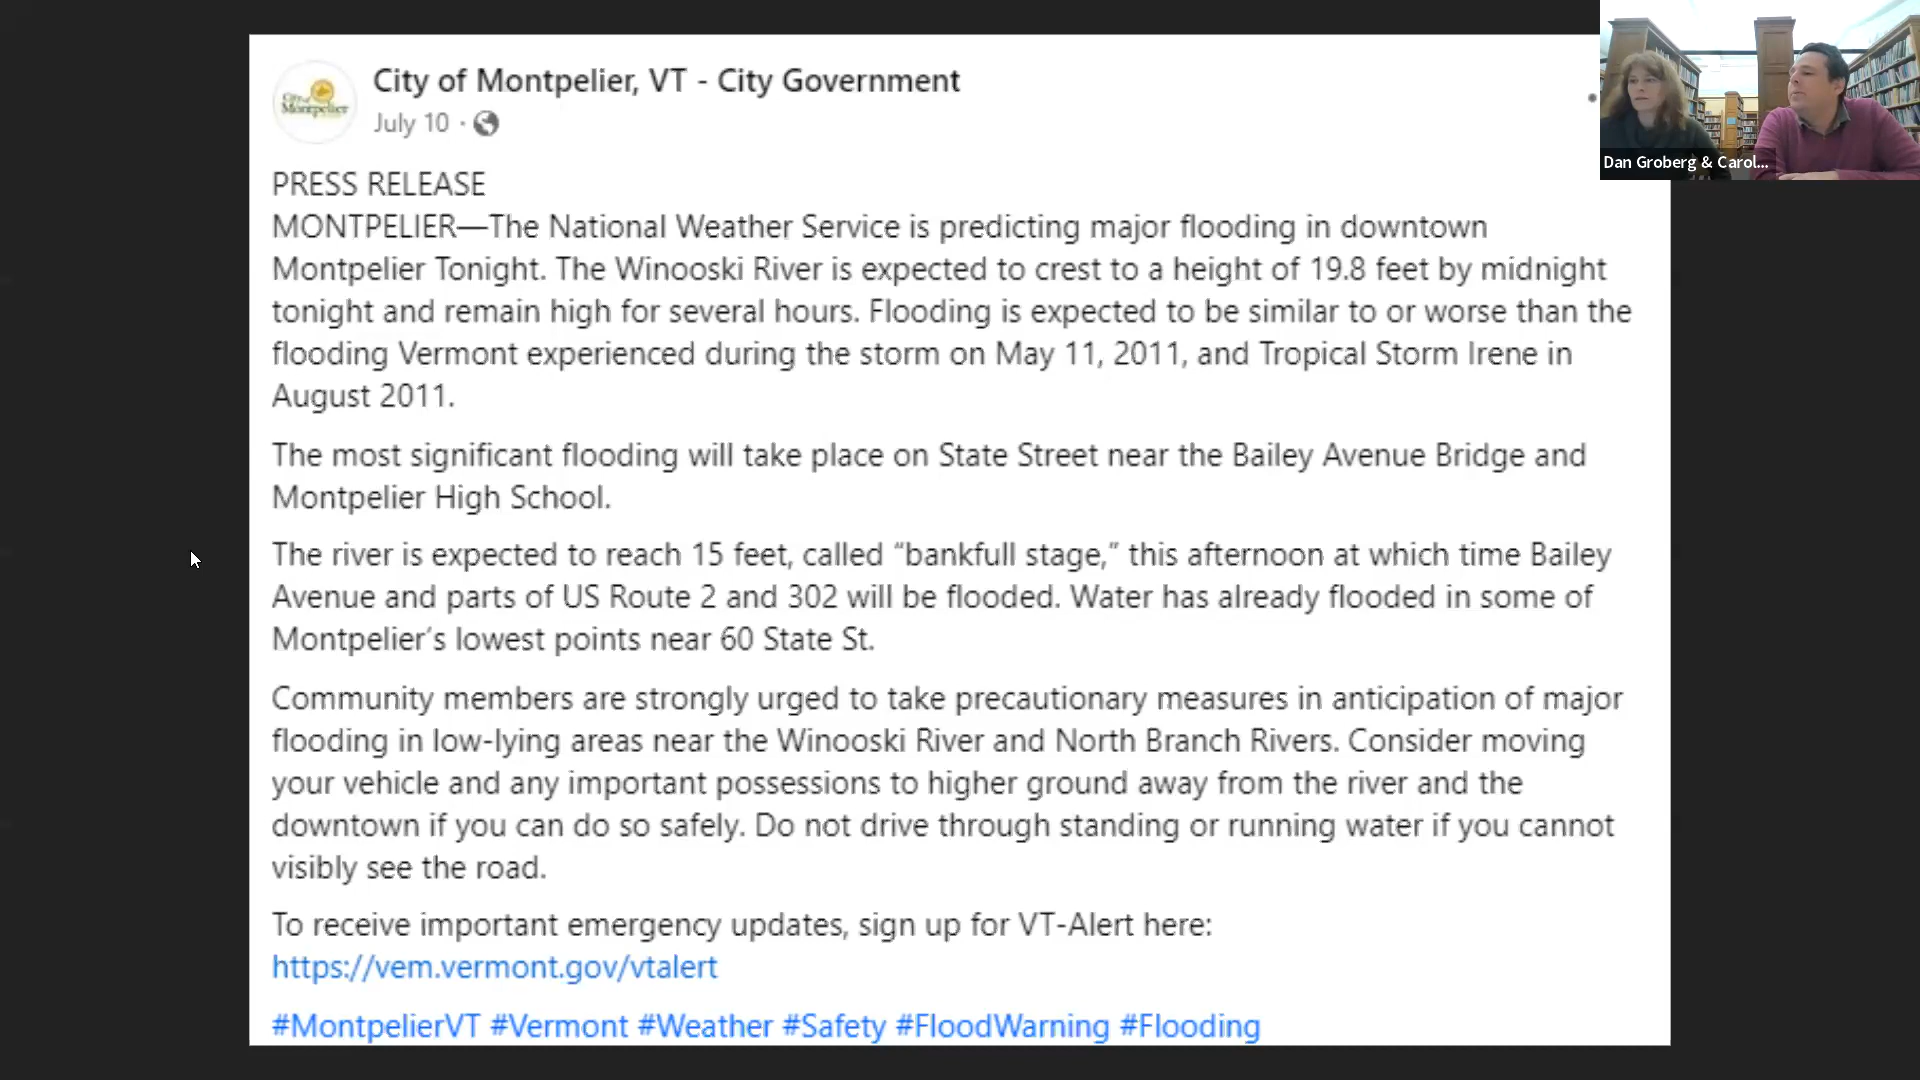 City of Montpelier, VT - City Government
City of
Montpelier
July 10 ·
Dan Groberg & Carol...
PRESS RELEASE
MONTPELIER—The National Weather Service is predicting major flooding in downtown
Montpelier Tonight. The Winooski River is expected to crest to a height of 19.8 feet by midnight
tonight and remain high for several hours. Flooding is expected to be similar to or worse than the
flooding Vermont experienced during the storm on May 11, 2011, and Tropical Storm Irene in
August 2011.
The most significant flooding will take place on State Street near the Bailey Avenue Bridge and
Montpelier High School.
The river is expected to reach 15 feet, called “bankfull stage,” this afternoon at which time Bailey
Avenue and parts of US Route 2 and 302 will be flooded. Water has already flooded in some of
Montpelier’s lowest points near 60 State St.
Community members are strongly urged to take precautionary measures in anticipation of major
flooding in low-lying areas near the Winooski River and North Branch Rivers. Consider moving
your vehicle and any important possessions to higher ground away from the river and the
downtown if you can do so safely. Do not drive through standing or running water if you cannot
visibly see the road.
To receive important emergency updates, sign up for VT-Alert here:
https://vem.vermont.gov/vtalert
#MontpelierVT #Vermont #Weather #Safety #FloodWarning #Flooding